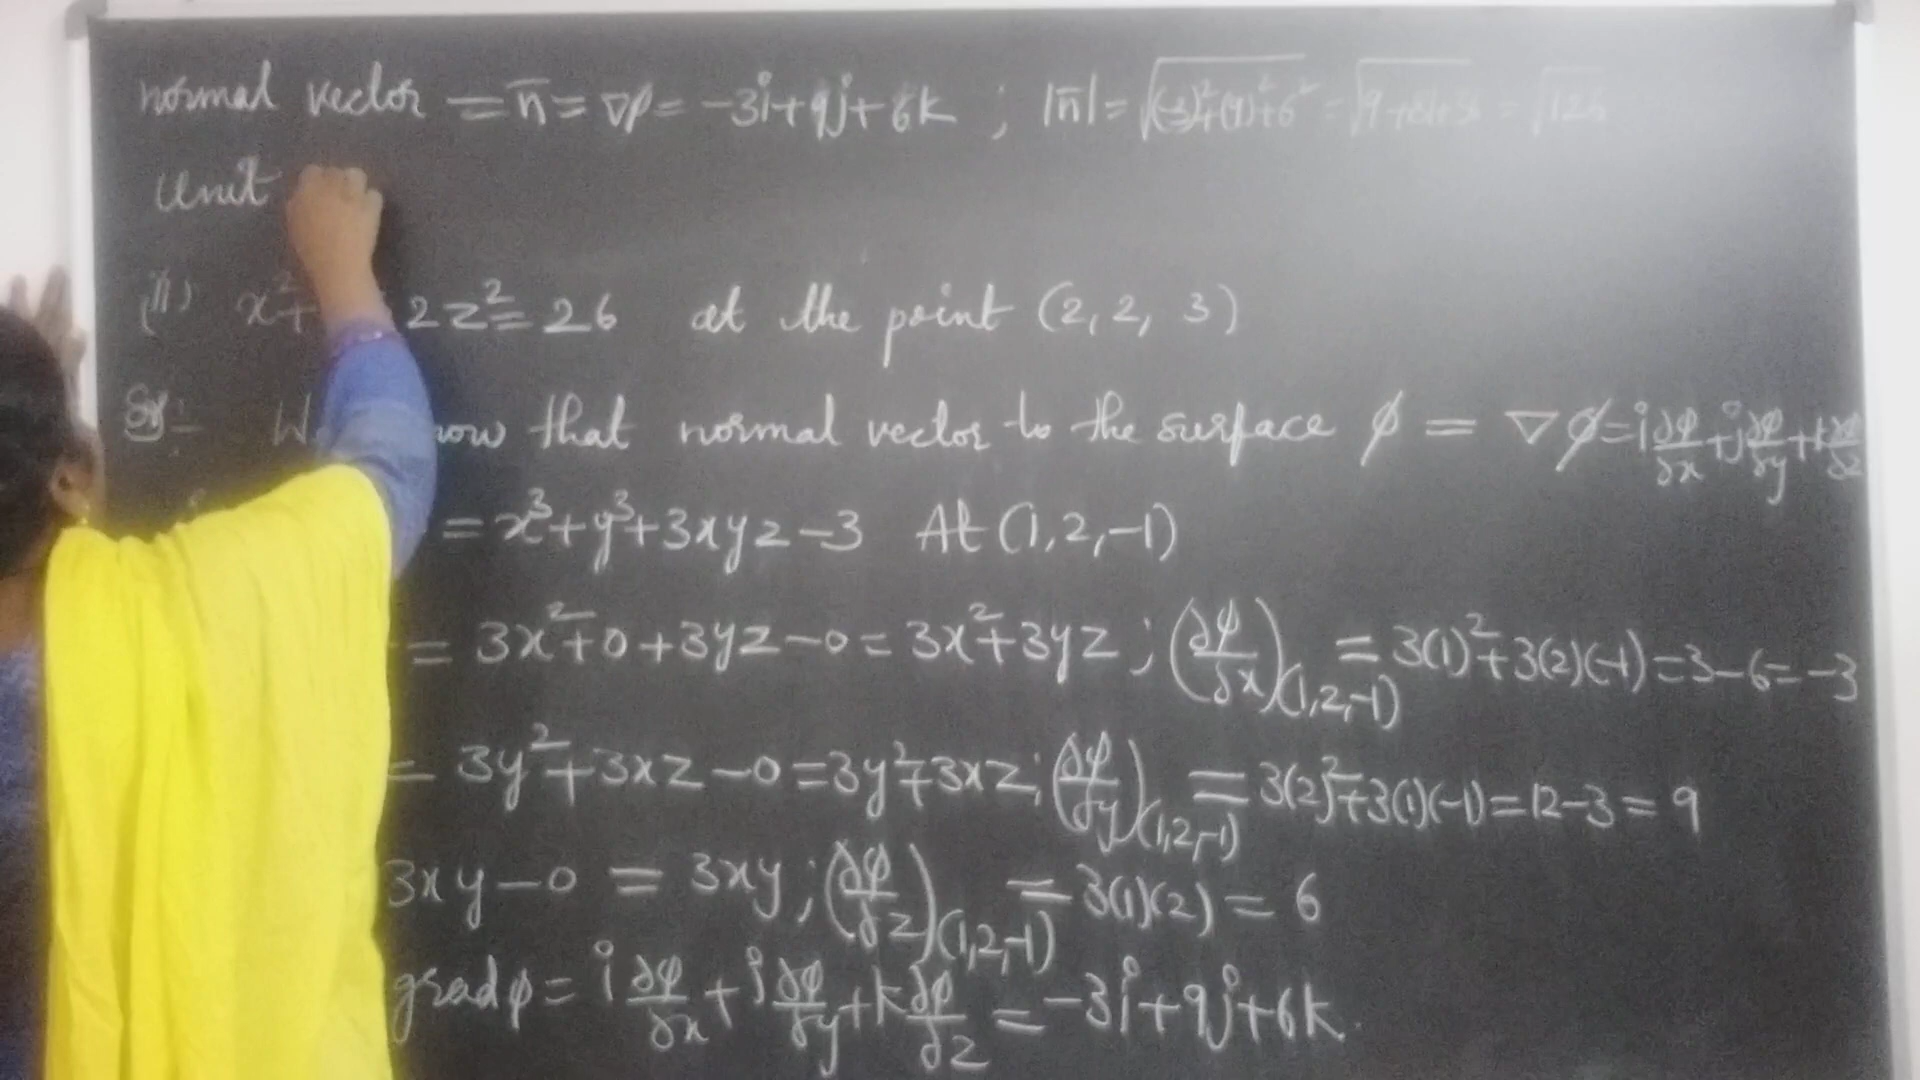 normal vector = n̅ = ∇φ = -3i+9j+6k ; |n̅| = √(-3)²+(9)²+6² = √9+81+36 = √126
Unit
(ii) x²+ 2z²=26 at the point (2, 2, 3)
Sol:- that normal vector to the surface φ = ∇φ = i ∂φ/∂x + j ∂φ/∂y + k ∂φ/∂z
= x³+y³+3xyz-3 At (1,2,-1)
= 3x²+0+3yz-0 = 3x²+3yz ; (∂φ/∂x)(1,2,-1) = 3(1)²+3(2)(-1) = 3-6 = -3
= 3y²+3xz-0 = 3y²+3xz ; (∂φ/∂y)(1,2,-1) = 3(2)²+3(1)(-1) = 12-3 = 9
3xy-0 = 3xy ; (∂φ/∂z)(1,2,-1) = 3(1)(2) = 6
grad φ = i ∂φ/∂x + j ∂φ/∂y + k ∂φ/∂z = -3i+9j+6k.